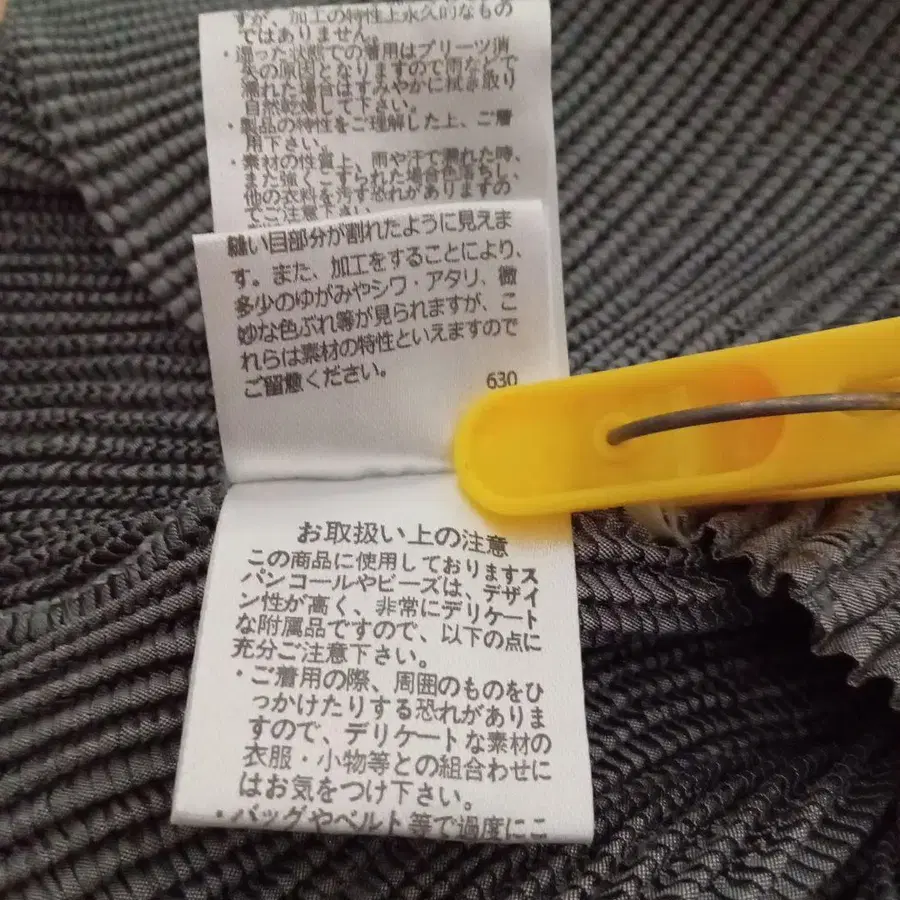 すが、加工の特性上永久的なもの
ではありません。
・湿った状態での着用はプリーツ消
失の原因となりますので雨などで
濡れた場合はすみやかに拭き取り
自然乾燥して下さい。
・製品の特性をご理解した上、ご着
用下さい。
・素材の性質上、雨や汗で濡れた時、
また強くこすられた場合色落ちし、
他の衣料を汚す恐れがありますの
でご注意下さい。
縫い目部分が割れたように見えま
す。また、加工をすることにより、
多少のゆがみやシワ・アタリ、微
妙な色ぶれ等が見られますが、こ
れらは素材の特性といえますので
ご留意ください。
630
お取扱い上の注意
この商品に使用しておりますス
パンコールやビーズは、デザイ
ン性が高く、非常にデリケート
な附属品ですので、以下の点に
充分ご注意下さい。
・ご着用の際、周囲のものをひ
っかけたりする恐れがありま
すので、デリケートな素材の
衣服・小物等との組合わせに
はお気をつけ下さい。
・バッグやベルト等で過度にこ